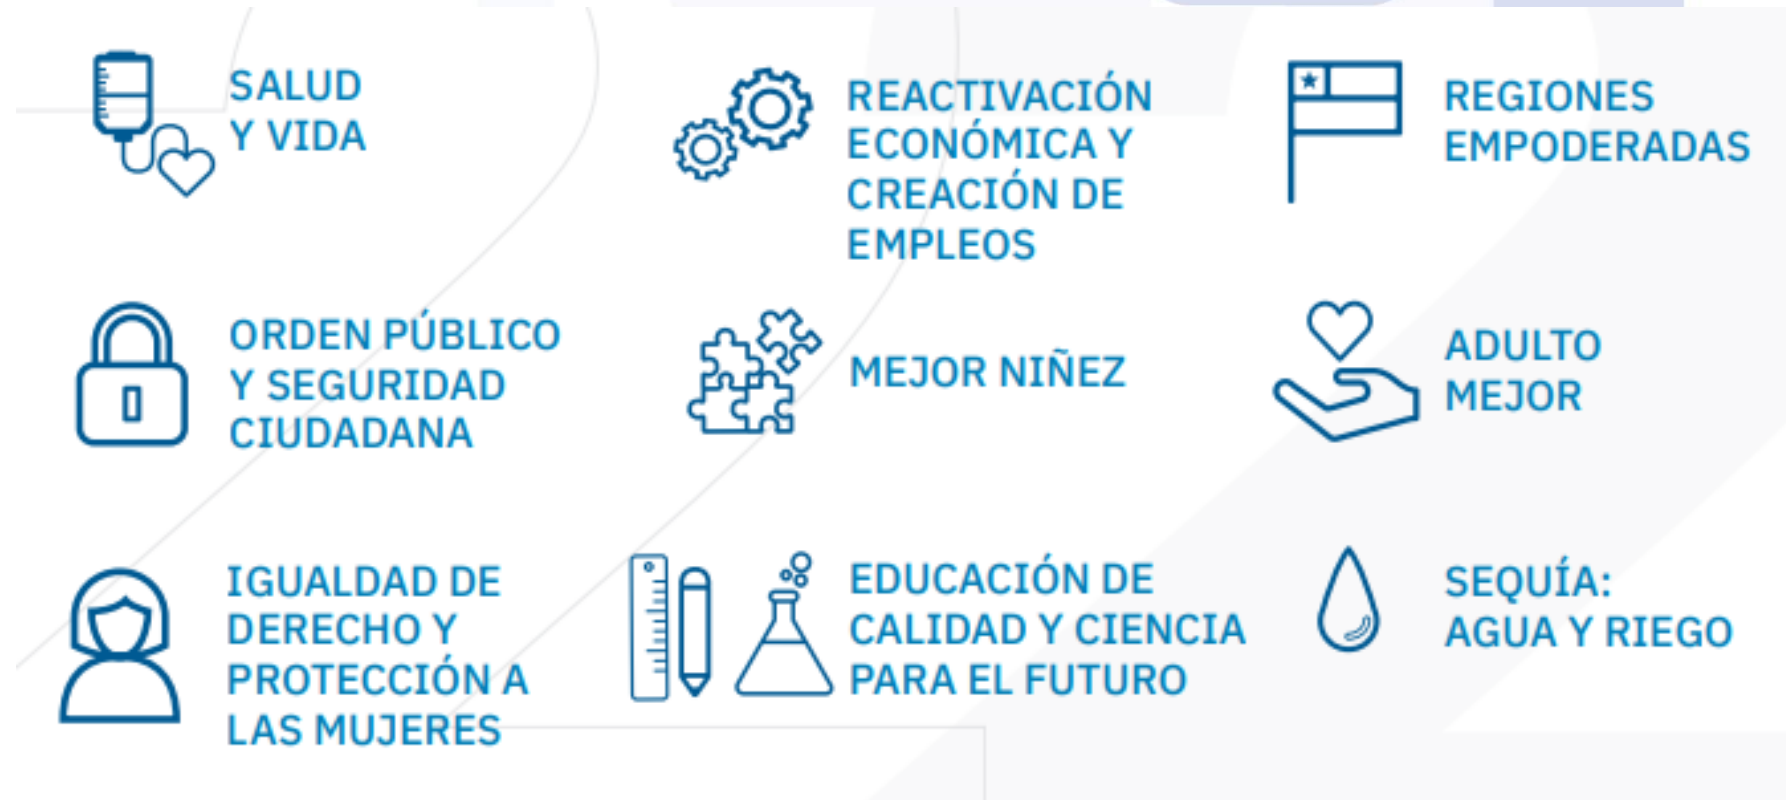 SALUD
Y VIDA
REACTIVACIÓN
ECONÓMICA Y
CREACIÓN DE
EMPLEOS
REGIONES
EMPODERADAS
ORDEN PÚBLICO
Y SEGURIDAD
CIUDADANA
MEJOR NIÑEZ
ADULTO
MEJOR
IGUALDAD DE
DERECHO Y
PROTECCIÓN A
LAS MUJERES
EDUCACIÓN DE
CALIDAD Y CIENCIA
PARA EL FUTURO
SEQUÍA:
AGUA Y RIEGO